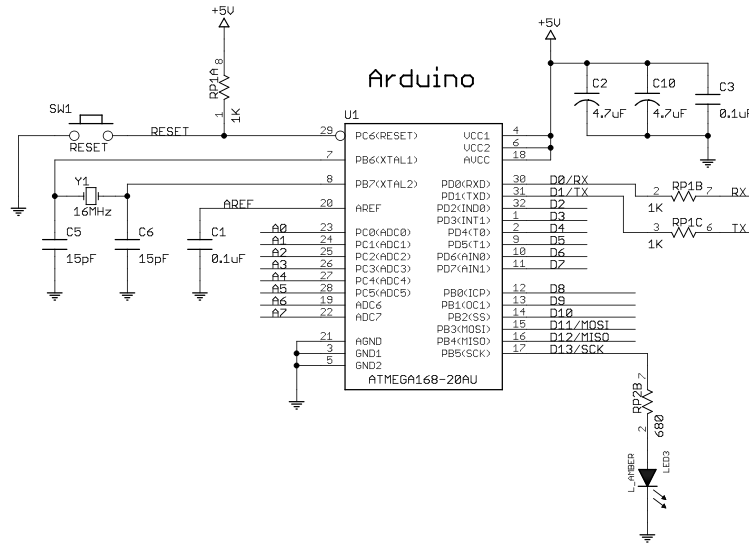 +5V
+5V
Arduino
8
RP1A
1
1K
C2
4.7uF
C10
4.7uF
C3
0.1uF
SW1
RESET
RESET
U1
29 PC6(RESET)
7 PB6(XTAL1)
8 PB7(XTAL2)
20 AREF
AREF
Y1
16MHz
C5
15pF
C6
15pF
C1
0.1uF
A0 23 PC0(ADC0)
A1 24 PC1(ADC1)
A2 25 PC2(ADC2)
A3 26 PC3(ADC3)
A4 27 PC4(ADC4)
A5 28 PC5(ADC5)
A6 19 ADC6
A7 22 ADC7
21 AGND
3 GND1
5 GND2
VCC1 4
VCC2 6
AVCC 18
PD0(RXD) 30 D0/RX
PD1(TXD) 31 D1/TX
PD2(IND0) 32 D2
PD3(INT1) 1 D3
PD4(T0) 2 D4
PD5(T1) 9 D5
PD6(AIN0) 10 D6
PD7(AIN1) 11 D7
PB0(ICP) 12 D8
PB1(OC1) 13 D9
PB2(SS) 14 D10
PB3(MOSI) 15 D11/MOSI
PB4(MISO) 16 D12/MISO
PB5(SCK) 17 D13/SCK
ATMEGA168-20AU
2 RP1B 7 RX
1K
3 RP1C 6 TX
1K
7
RP2B
2
680
L_AMBER
LED3